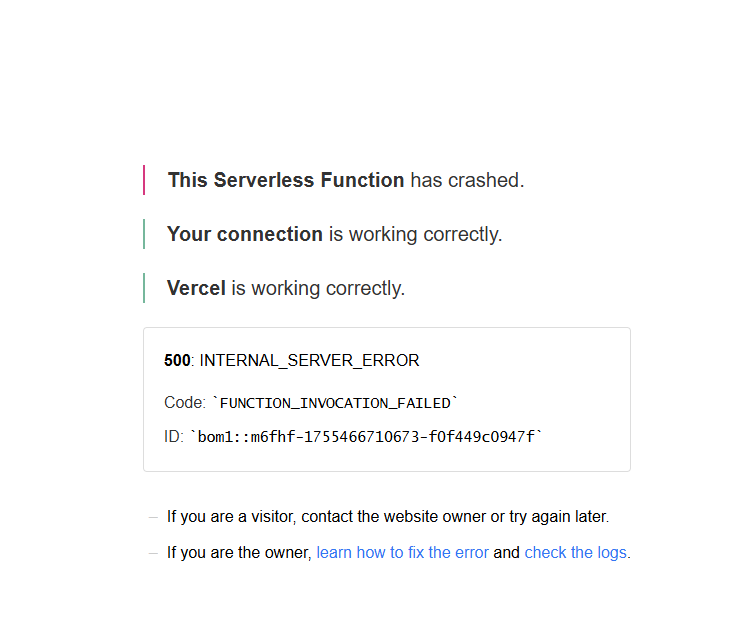 This Serverless Function has crashed.
Your connection is working correctly.
Vercel is working correctly.
500: INTERNAL_SERVER_ERROR
Code: `FUNCTION_INVOCATION_FAILED`
ID: `bom1::m6fhf-1755466710673-f0f449c0947f`
– If you are a visitor, contact the website owner or try again later.
– If you are the owner, learn how to fix the error and check the logs.